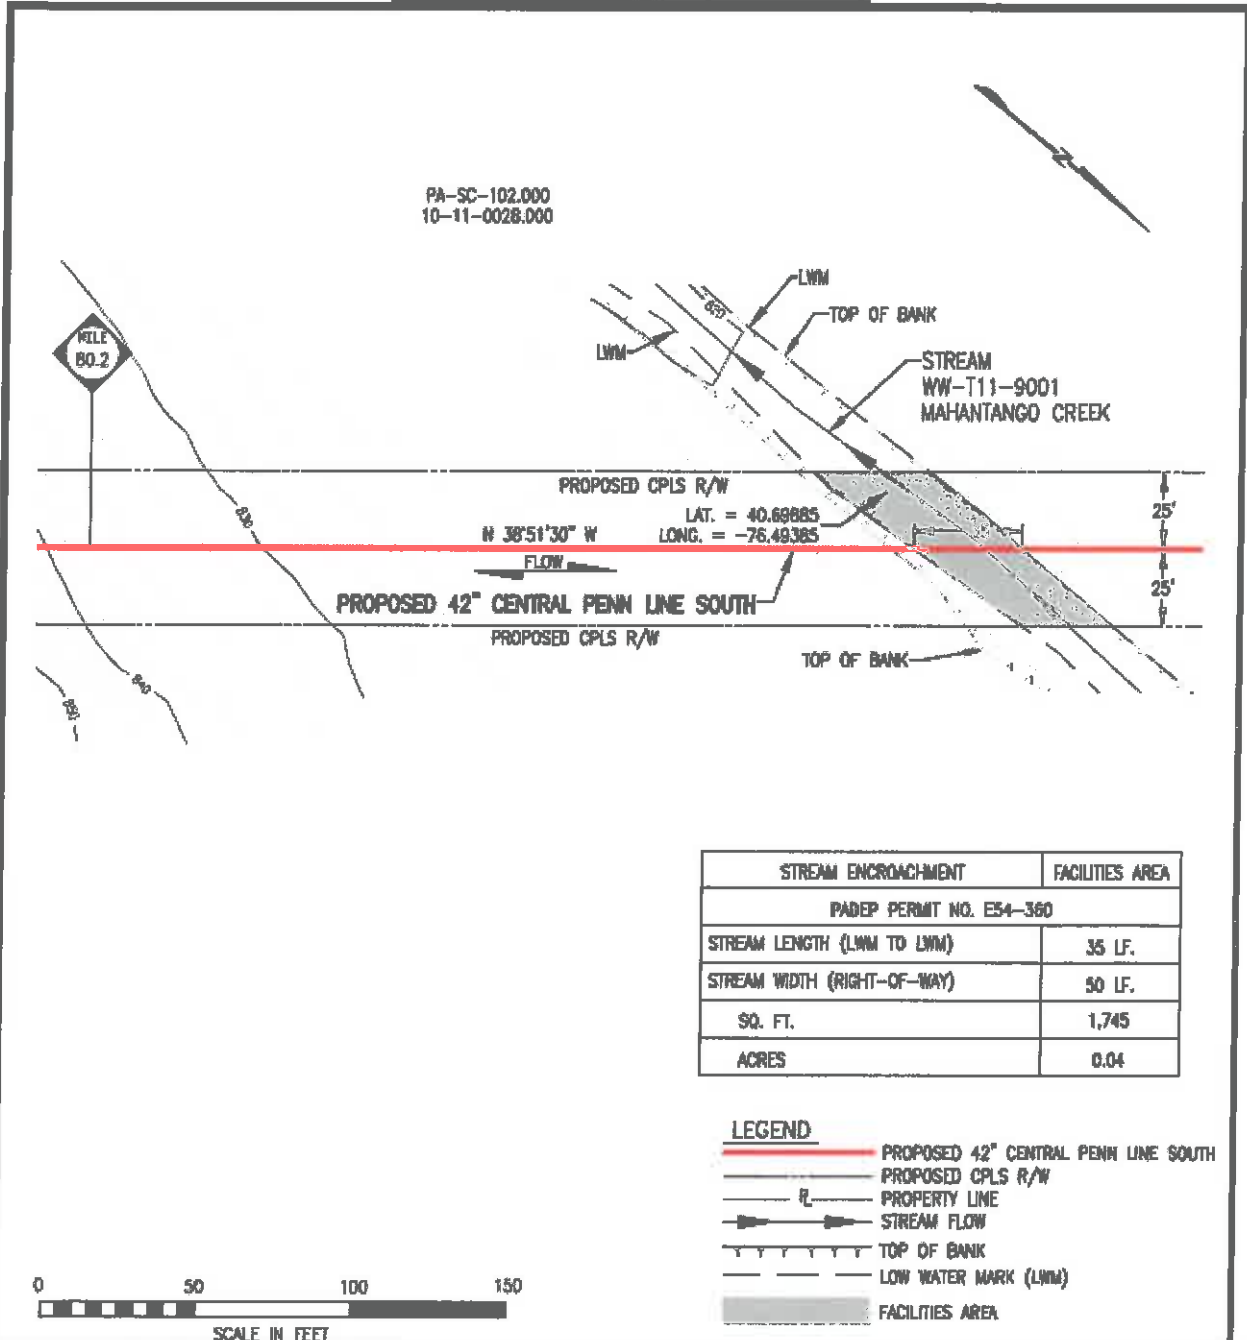 N
PA-SC-102.000
10-11-0028.000
MILE
80.2
LWM
820
TOP OF BANK
LWM
STREAM
WW-T11-9001
MAHANTANGO CREEK
PROPOSED CPLS R/W
LAT. = 40.69885
LONG. = -76.49385
25'
830
N 38°51'30" W
FLOW
25'
PROPOSED 42" CENTRAL PENN LINE SOUTH
PROPOSED CPLS R/W
TOP OF BANK
840
850
STREAM ENCROACHMENT FACILITIES AREA
PADEP PERMIT NO. E54-360
STREAM LENGTH (LWM TO LWM) 35 LF.
STREAM WIDTH (RIGHT-OF-WAY) 50 LF.
SQ. FT. 1,745
ACRES 0.04
LEGEND
PROPOSED 42" CENTRAL PENN LINE SOUTH
PROPOSED CPLS R/W
PL PROPERTY LINE
STREAM FLOW
TOP OF BANK
LOW WATER MARK (LWM)
FACILITIES AREA
0 50 100 150
SCALE IN FEET